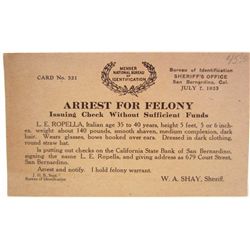 4500
MEMBER
NATIONAL BUREAU
OF
IDENTIFICATION
CARD No. 531
Bureau of Identification
SHERIFF'S OFFICE
San Bernardino, Cal.
JULY 7, 1923
ARREST FOR FELONY
Issuing Check Without Sufficient Funds
L. E. ROPELLA, Italian age 35 to 40 years, height 5 feet, 5 or 6 inch-
es. weight about 140 pounds, smooth shaven, medium complexion, dark
hair. Wears glasses, bows hooked over ears. Dressed in dark clothing,
round straw hat.
Is putting out checks on the California State Bank of San Bernardino,
signing the name L. E. Ropella, and giving address as 679 Court Street,
San Bernardino.
Arrest and notify. I hold felony warrant.
Supt.
Bureau of Identification
W. A. SHAY, Sheriff.